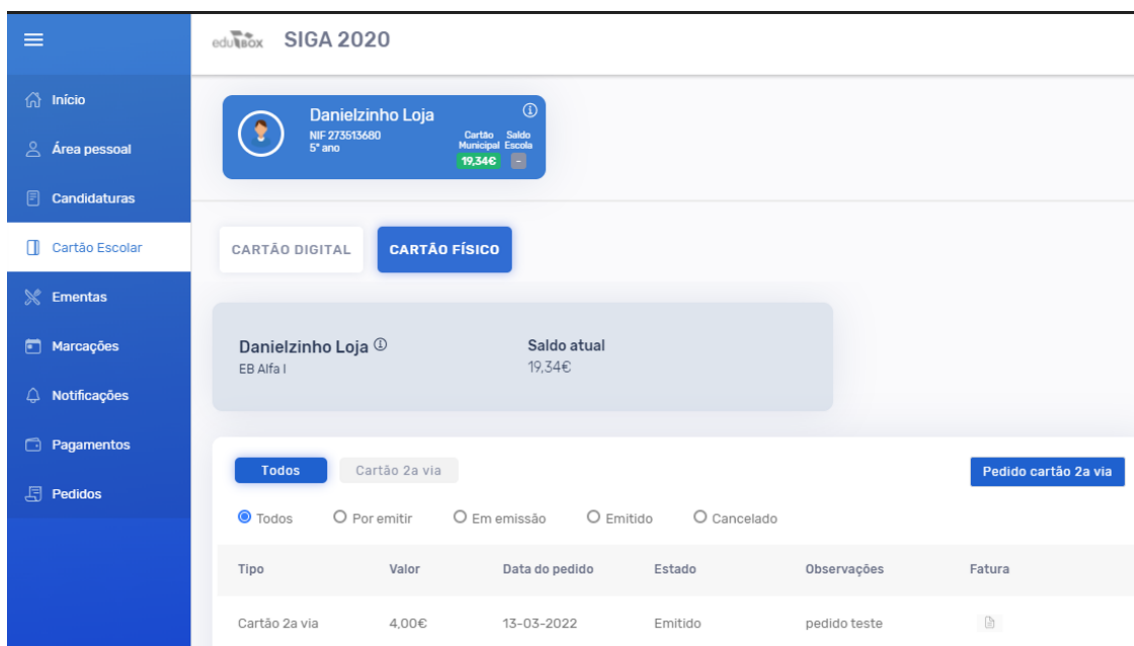 edubox SIGA 2020
Início
Área pessoal
Candidaturas
Cartão Escolar
Ementas
Marcações
Notificações
Pagamentos
Pedidos
Danielzinho Loja
NIF 273513680
5º ano
Cartão Municipal
19,34€
Saldo Escola
-
CARTÃO DIGITAL CARTÃO FÍSICO
Danielzinho Loja Saldo atual
EB Alfa I 19,34€
Todos Cartão 2a via Pedido cartão 2a via
Todos Por emitir Em emissão Emitido Cancelado
Tipo Valor Data do pedido Estado Observações Fatura
Cartão 2a via 4,00€ 13-03-2022 Emitido pedido teste